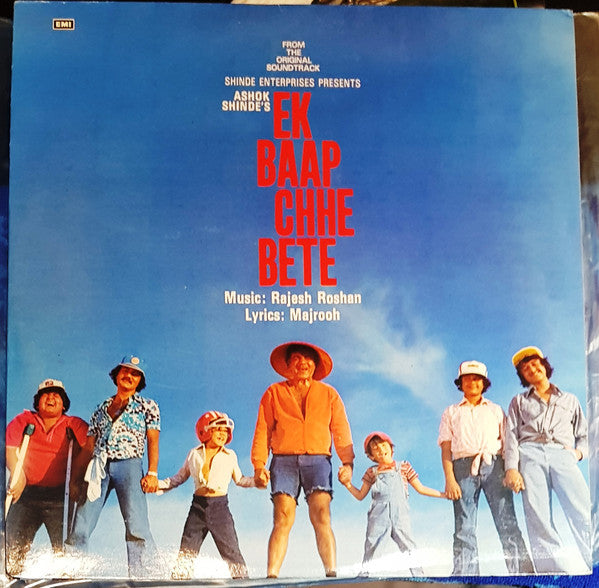 EMI
FROM
THE
ORIGINAL
SOUNDTRACK
SHINDE ENTERPRISES PRESENTS
ASHOK
SHINDE'S
EK
BAAP
CHHE
BETE
Music: Rajesh Roshan
Lyrics: Majrooh